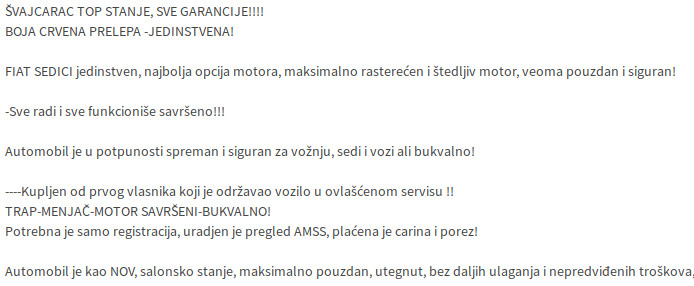 ŠVAJCARAC TOP STANJE, SVE GARANCIJE!!!!
BOJA CRVENA PRELEPA -JEDINSTVENA!
FIAT SEDICI jedinstven, najbolja opcija motora, maksimalno rasterećen i štedljiv motor, veoma pouzdan i siguran!
-Sve radi i sve funkcioniše savršeno!!!
Automobil je u potpunosti spreman i siguran za vožnju, sedi i vozi ali bukvalno!
----Kupljen od prvog vlasnika koji je održavao vozilo u ovlašćenom servisu !!
TRAP-MENJAČ-MOTOR SAVRŠENI-BUKVALNO!
Potrebna je samo registracija, uradjen je pregled AMSS, plaćena je carina i porez!
Automobil je kao NOV, salonsko stanje, maksimalno pouzdan, utegnut, bez daljih ulaganja i nepredviđenih troškova,